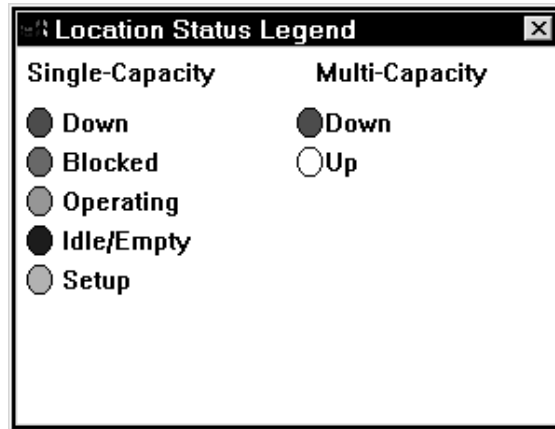 Location Status Legend
Single-Capacity Multi-Capacity
Down Down
Blocked Up
Operating
Idle/Empty
Setup